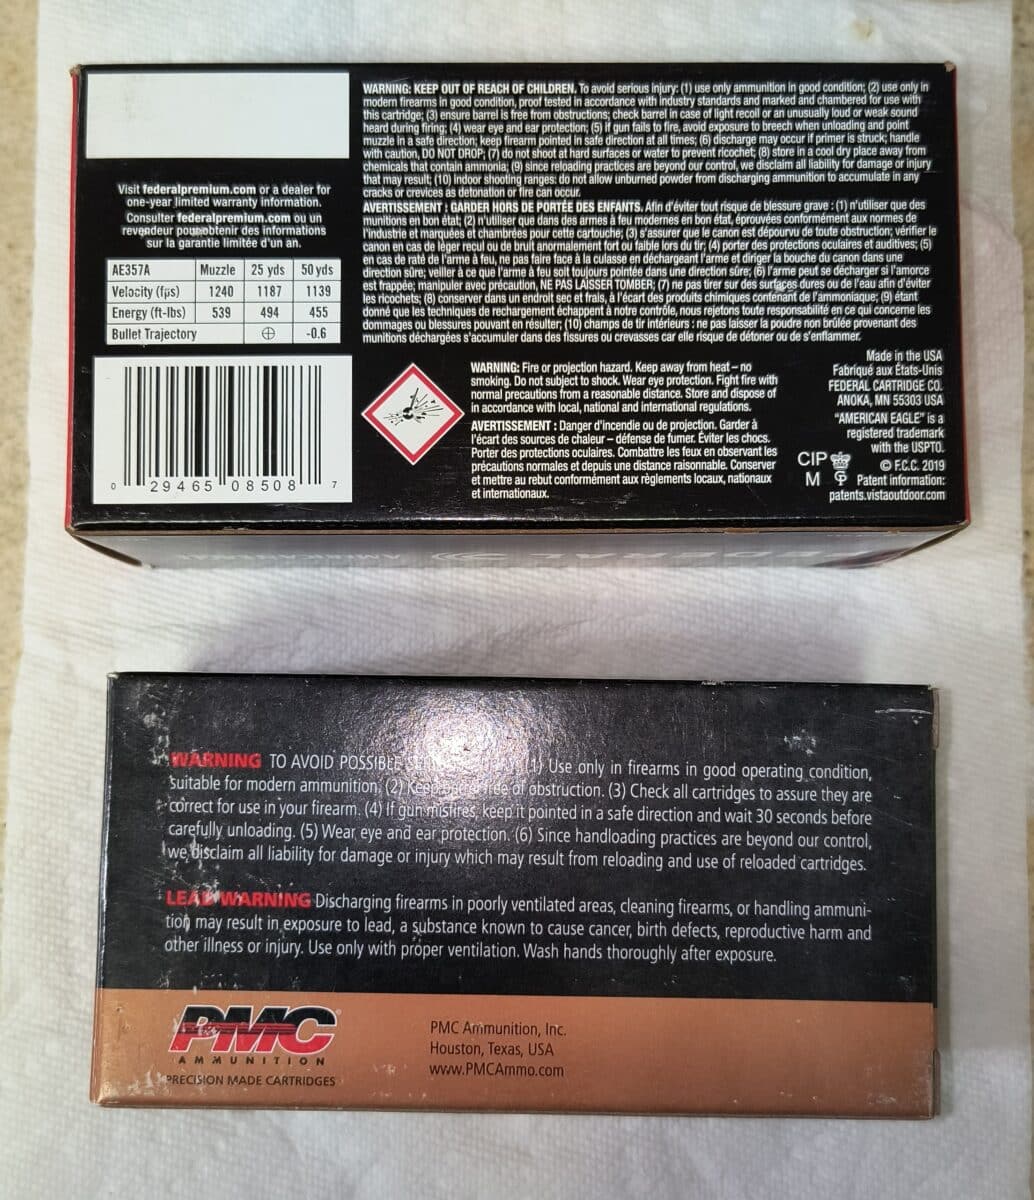 WARNING: KEEP OUT OF REACH OF CHILDREN. To avoid serious injury: (1) use only ammunition in good condition; (2) use only in
modern firearms in good condition, proof tested in accordance with industry standards and marked and chambered for use with
this cartridge; (3) ensure barrel is free from obstructions; check barrel in case of light recoil or an unusually loud or weak sound
heard during firing; (4) wear eye and ear protection; (5) if gun fails to fire, avoid exposure to breech when unloading and point
muzzle in a safe direction; keep firearm pointed in safe direction at all times; (6) discharge may occur if primer is struck; handle
with caution, DO NOT DROP; (7) do not shoot at hard surfaces or water to prevent ricochet; (8) store in a cool dry place away from
chemicals that contain ammonia; (9) since reloading practices are beyond our control, we disclaim all liability for damage or injury
that may result; (10) indoor shooting ranges: do not allow unburned powder from discharging ammunition to accumulate in any
cracks or crevices as detonation or fire can occur.
AVERTISSEMENT : GARDER HORS DE PORTÉE DES ENFANTS. Afin d'éviter tout risque de blessure grave : (1) n'utiliser que des
munitions en bon état; (2) n'utiliser que dans des armes à feu modernes en bon état, éprouvées conformément aux normes de
l'industrie et marquées et chambrées pour cette cartouche; (3) s'assurer que le canon est dépourvu de toute obstruction; vérifier le
canon en cas de léger recul ou de bruit anormalement fort ou faible lors du tir; (4) porter des protections oculaires et auditives; (5)
en cas de raté de l'arme à feu, ne pas faire face à la culasse en déchargeant l'arme et diriger la bouche du canon dans une
direction sûre; veiller à ce que l'arme à feu soit toujours pointée dans une direction sûre; (6) l'arme peut se décharger si l'amorce
est frappée; manipuler avec précaution, NE PAS LAISSER TOMBER; (7) ne pas tirer sur des surfaces dures ou de l'eau afin d'éviter
les ricochets; (8) conserver dans un endroit sec et frais, à l'écart des produits chimiques contenant de l'ammoniaque; (9) étant
donné que les techniques de rechargement échappent à notre contrôle, nous rejetons toute responsabilité en ce qui concerne les
dommages ou blessures pouvant en résulter; (10) champs de tir intérieurs : ne pas laisser la poudre non brûlée provenant des
munitions déchargées s'accumuler dans des fissures ou crevasses car elle risque de détoner ou de s'enflammer.
Visit federalpremium.com or a dealer for
one-year limited warranty information.
Consulter federalpremium.com ou un
revendeur pour obtenir des informations
sur la garantie limitée d'un an.
AE357A Muzzle 25 yds 50 yds
Velocity (fps) 1240 1187 1139
Energy (ft-lbs) 539 494 455
Bullet Trajectory ⊕ -0.6
0 29465 08508 7
WARNING: Fire or projection hazard. Keep away from heat – no
smoking. Do not subject to shock. Wear eye protection. Fight fire with
normal precautions from a reasonable distance. Store and dispose of
in accordance with local, national and international regulations.
AVERTISSEMENT : Danger d'incendie ou de projection. Garder à
l'écart des sources de chaleur – défense de fumer. Éviter les chocs.
Porter des protections oculaires. Combattre les feux en observant les
précautions normales et depuis une distance raisonnable. Conserver
et mettre au rebut conformément aux règlements locaux, nationaux
et internationaux.
Made in the USA
Fabriqué aux États-Unis
FEDERAL CARTRIDGE CO.
ANOKA, MN 55303 USA
"AMERICAN EAGLE" is a
registered trademark
with the USPTO.
© F.C.C. 2019
Patent information:
patents.vistaoutdoor.com
CIP
M
WARNING TO AVOID POSSIBLE (1) Use only in firearms in good operating condition,
suitable for modern ammunition. (2) Keep barrel free of obstruction. (3) Check all cartridges to assure they are
correct for use in your firearm. (4) If gun misfires, keep it pointed in a safe direction and wait 30 seconds before
carefully unloading. (5) Wear eye and ear protection. (6) Since handloading practices are beyond our control,
we disclaim all liability for damage or injury which may result from reloading and use of reloaded cartridges.
LEAD WARNING Discharging firearms in poorly ventilated areas, cleaning firearms, or handling ammuni-
tion may result in exposure to lead, a substance known to cause cancer, birth defects, reproductive harm and
other illness or injury. Use only with proper ventilation. Wash hands thoroughly after exposure.
PMC
AMMUNITION
PRECISION MADE CARTRIDGES
PMC Ammunition, Inc.
Houston, Texas, USA
www.PMCAmmo.com